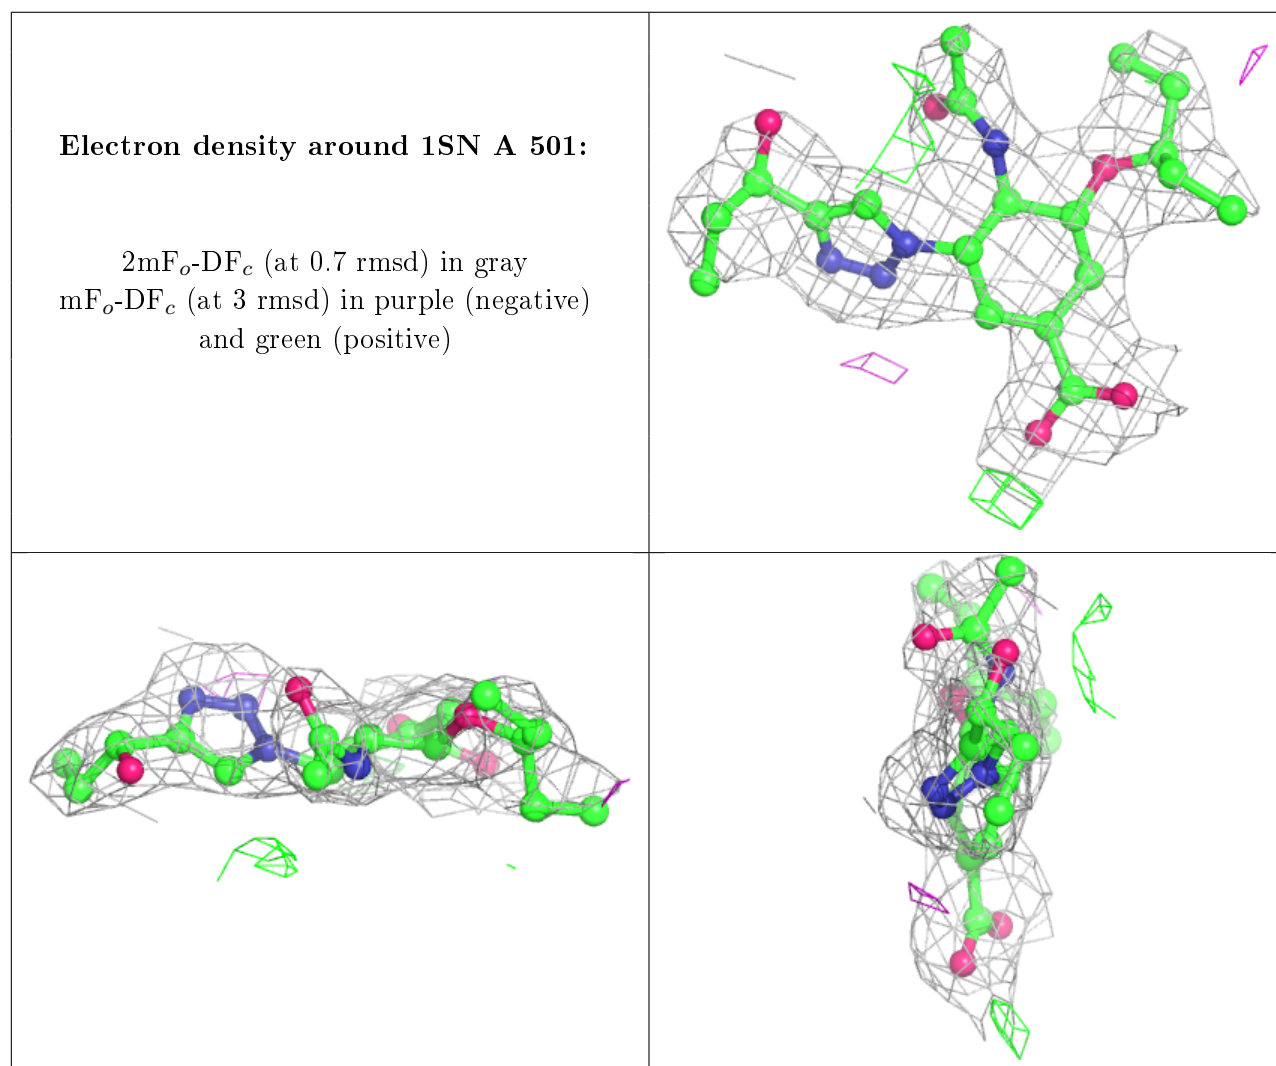 Electron density around 1SN A 501:
2mFo-DFc (at 0.7 rmsd) in gray
mFo-DFc (at 3 rmsd) in purple (negative)
and green (positive)